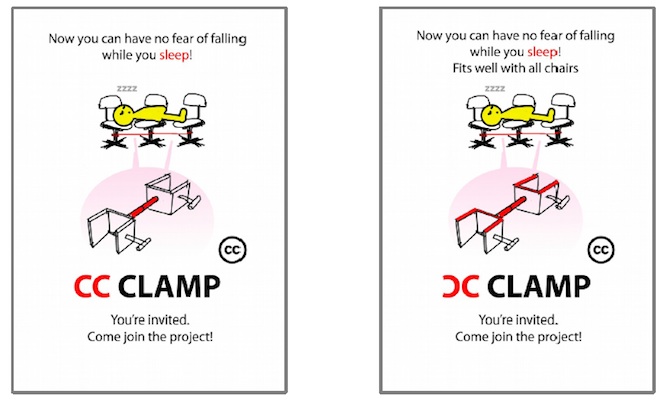 Now you can have no fear of falling
while you sleep!
zzzz
cc
CC CLAMP
You're invited.
Come join the project!
Now you can have no fear of falling
while you sleep!
Fits well with all chairs
zzzz
cc
ƆC CLAMP
You're invited.
Come join the project!